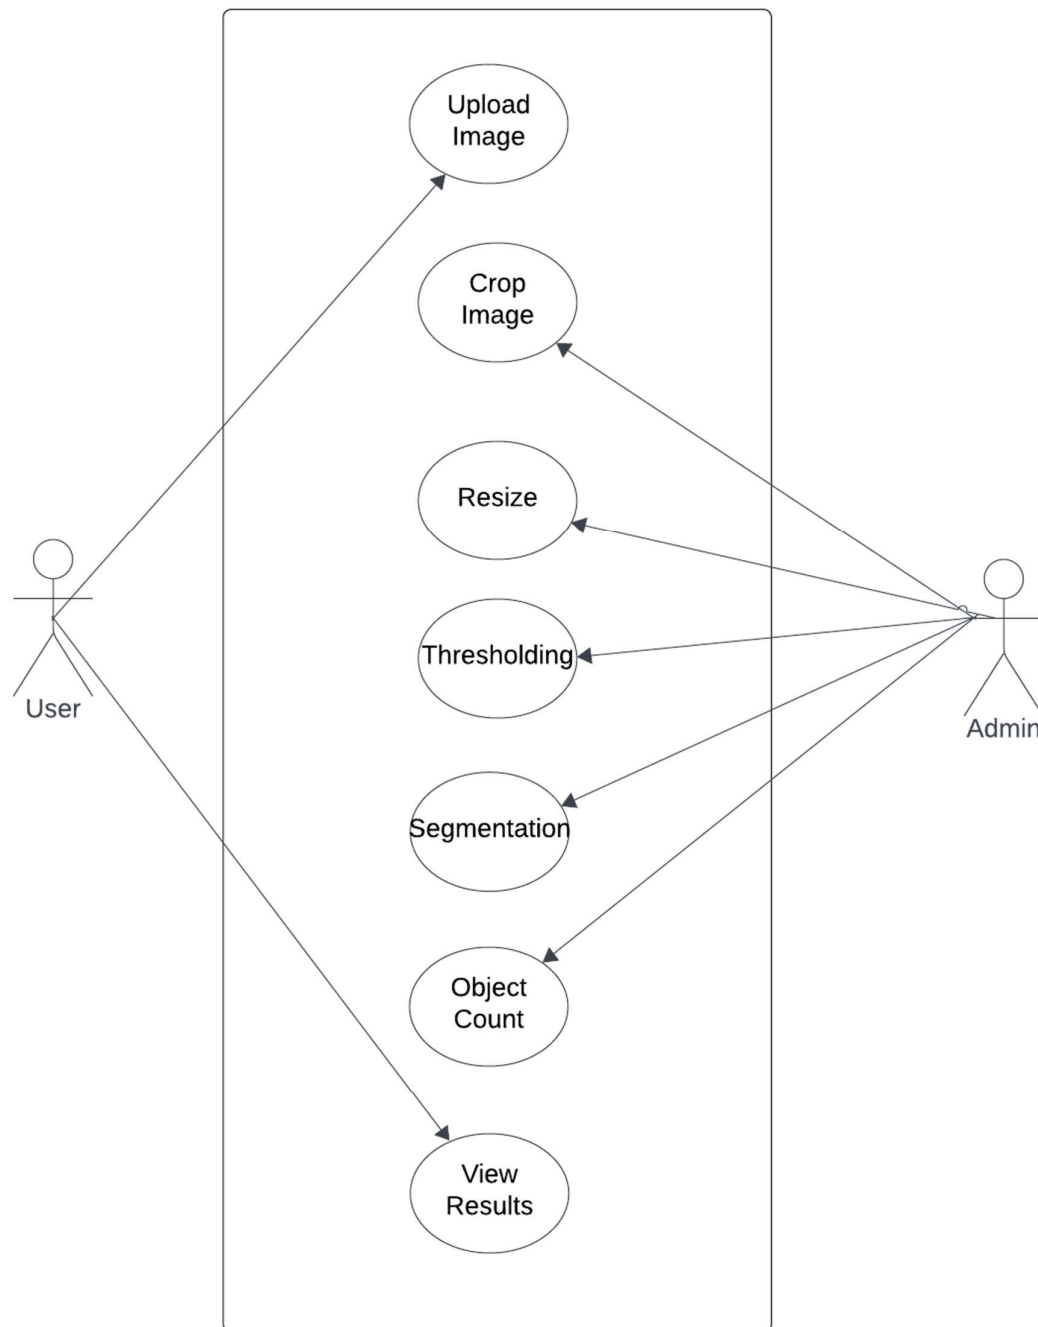 Upload
Image
Crop
Image
Resize
Thresholding
Segmentation
Object
Count
View
Results
User
Admin